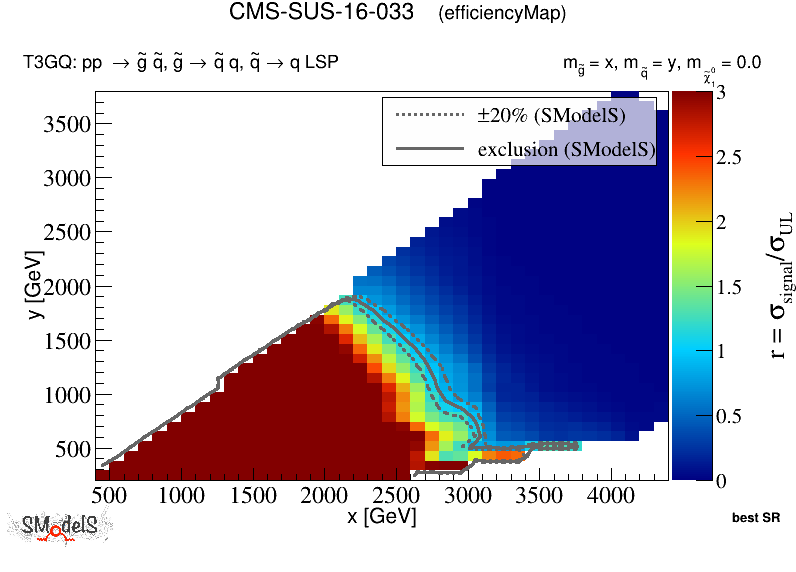 CMS-SUS-16-033 (efficiencyMap)
T3GQ: pp → g̃ q̃, g̃ → q̃ q, q̃ → q LSP
m_g̃ = x, m_q̃ = y, m_χ̃₁⁰ = 0.0
±20% (SModelS)
exclusion (SModelS)
y [GeV]
3500
3000
2500
2000
1500
1000
500
500 1000 1500 2000 2500 3000 3500 4000
x [GeV]
3
2.5
2
1.5
1
0.5
0
r = σ_signal/σ_UL
SModelS
best SR